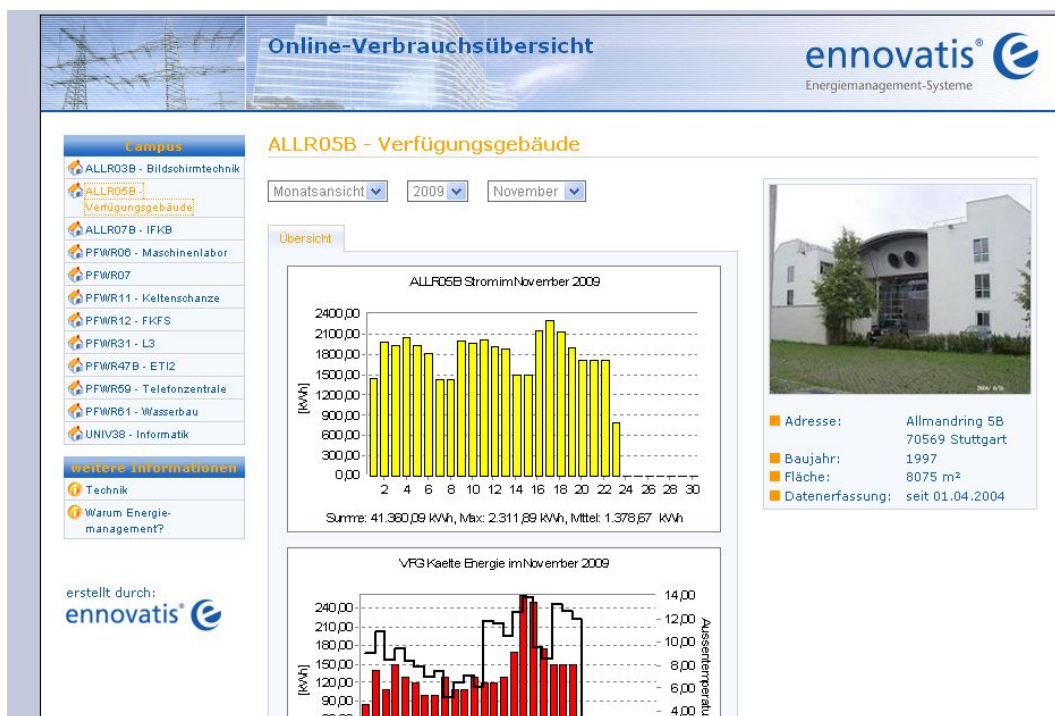 Online-Verbrauchsübersicht
ennovatis®
Energiemanagement-Systeme
Campus
ALLR03B - Bildschirmtechnik
ALLR05B -
Verfügungsgebäude
ALLR07B - IFKB
PFWR06 - Maschinenlabor
PFWR07
PFWR11 - Keltenschanze
PFWR12 - FKFS
PFWR31 - L3
PFWR47B - ETI2
PFWR59 - Telefonzentrale
PFWR61 - Wasserbau
UNIV38 - Informatik
weitere Informationen
Technik
Warum Energie-
management?
erstellt durch:
ennovatis®
ALLR05B - Verfügungsgebäude
Monatsansicht 2009 November
Übersicht
ALLR05B Strom im November 2009
2400,00
2100,00
1800,00
1500,00
1200,00
900,00
600,00
300,00
0,00
[kWh]
2 4 6 8 10 12 14 16 18 20 22 24 26 28 30
Summe: 41.360,09 kWh, Max: 2.311,89 kWh, Mittel: 1.378,67 kWh
VFG Kaelte Energie im November 2009
240,00
210,00
180,00
150,00
120,00
90,00
[kWh]
14,00
12,00
10,00
8,00
6,00
4,00
Adresse: Allmandring 5B
70569 Stuttgart
Baujahr: 1997
Fläche: 8075 m²
Datenerfassung: seit 01.04.2004